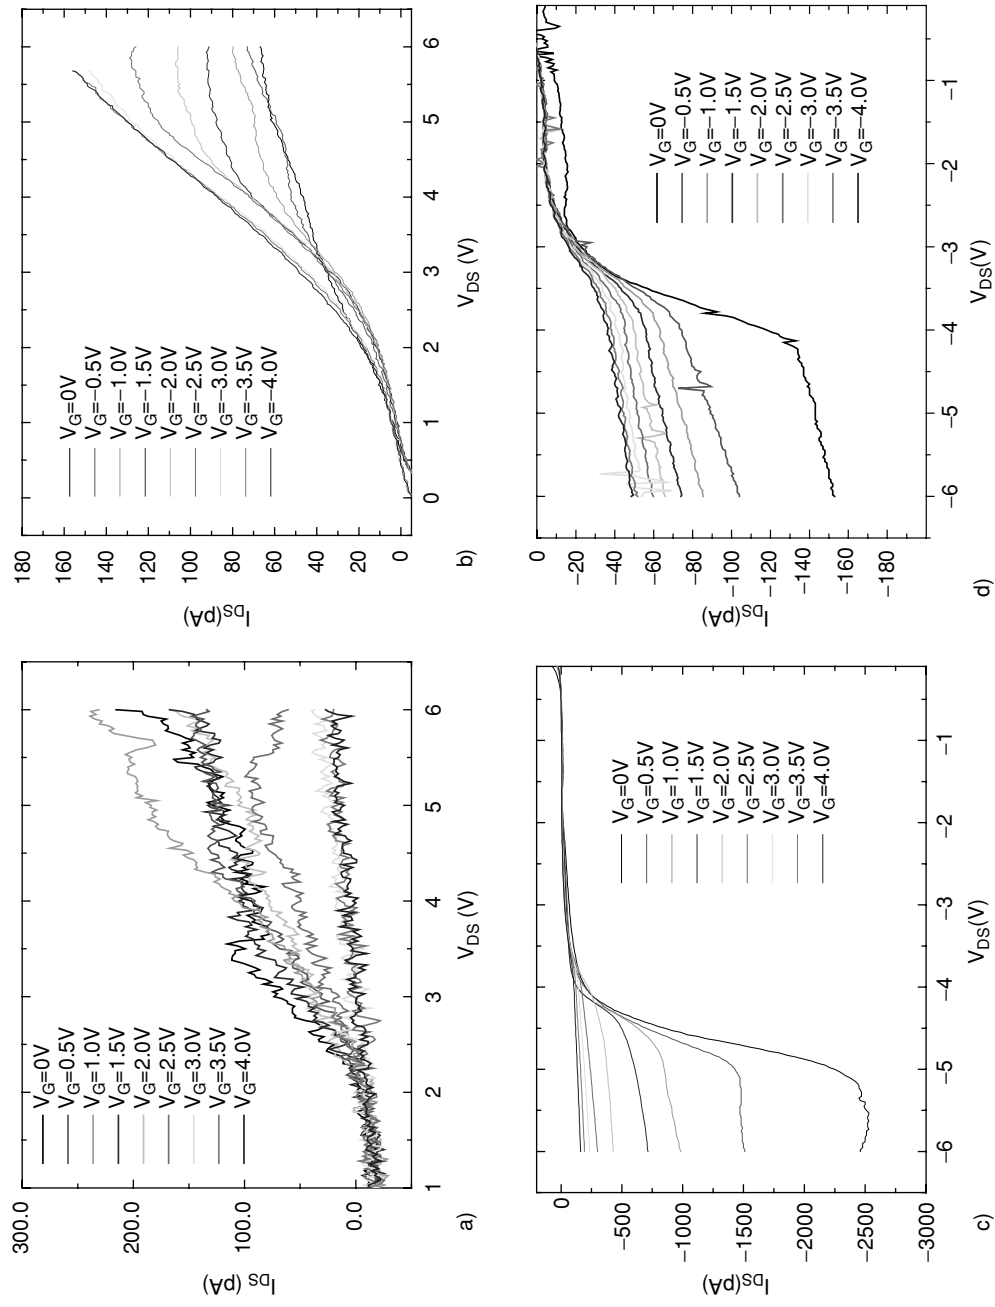 300.0
200.0
100.0
0.0
I_DS (pA)
V_G=0V
V_G=0.5V
V_G=1.0V
V_G=1.5V
V_G=2.0V
V_G=2.5V
V_G=3.0V
V_G=3.5V
V_G=4.0V
1 2 3 4 5 6
V_DS (V)
a)
180
160
140
120
100
80
60
40
20
0
I_DS(pA)
V_G=0V
V_G=−0.5V
V_G=−1.0V
V_G=−1.5V
V_G=−2.0V
V_G=−2.5V
V_G=−3.0V
V_G=−3.5V
V_G=−4.0V
0 1 2 3 4 5 6
V_DS (V)
b)
0
−500
−1000
−1500
−2000
−2500
−3000
I_DS(pA)
V_G=0V
V_G=0.5V
V_G=1.0V
V_G=1.5V
V_G=2.0V
V_G=2.5V
V_G=3.0V
V_G=3.5V
V_G=4.0V
−6 −5 −4 −3 −2 −1
V_DS(V)
c)
0
−20
−40
−60
−80
−100
−120
−140
−160
−180
I_DS(pA)
V_G=0V
V_G=−0.5V
V_G=−1.0V
V_G=−1.5V
V_G=−2.0V
V_G=−2.5V
V_G=−3.0V
V_G=−3.5V
V_G=−4.0V
−6 −5 −4 −3 −2 −1
V_DS(V)
d)